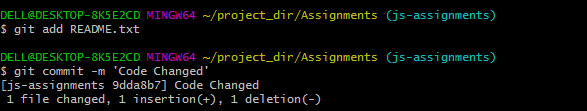 DELL@DESKTOP-8K5E2CD MINGW64 ~/project_dir/Assignments (js-assignments)
$ git add README.txt
DELL@DESKTOP-8K5E2CD MINGW64 ~/project_dir/Assignments (js-assignments)
$ git commit -m 'Code Changed'
[js-assignments 9dda8b7] Code Changed
 1 file changed, 1 insertion(+), 1 deletion(-)